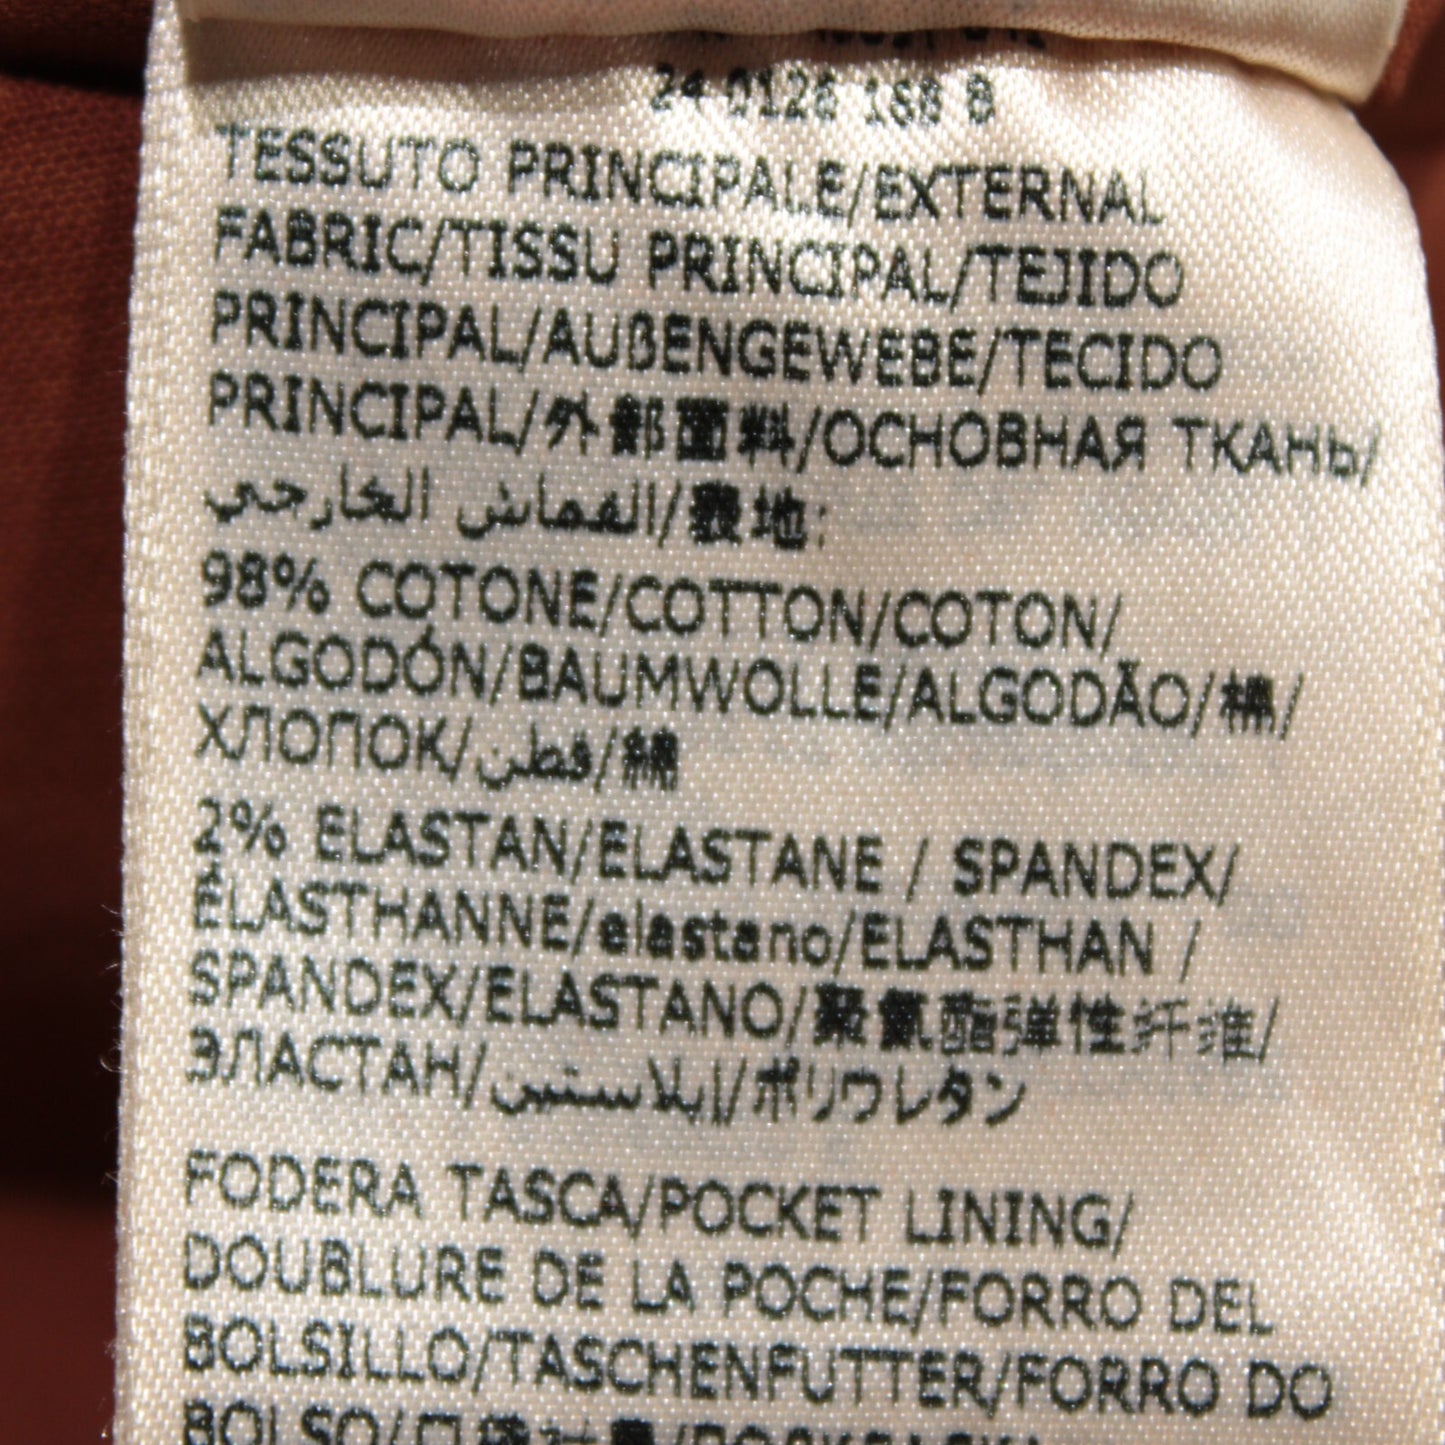 24 0128 188 8
TESSUTO PRINCIPALE/EXTERNAL
FABRIC/TISSU PRINCIPAL/TEJIDO
PRINCIPAL/AUßENGEWEBE/TECIDO
PRINCIPAL/外部面料/ОСНОВНАЯ ТКАНЬ/
القماش الخارجي/表地:
98% COTONE/COTTON/COTON/
ALGODÓN/BAUMWOLLE/ALGODÃO/棉/
ХЛОПОК/قطن/綿
2% ELASTAN/ELASTANE / SPANDEX/
ÉLASTHANNE/elastano/ELASTHAN /
SPANDEX/ELASTANO/聚氨酯弹性纤维/
ЭЛАСТАН/إيلاستين/ポリウレタン
FODERA TASCA/POCKET LINING/
DOUBLURE DE LA POCHE/FORRO DEL
BOLSILLO/TASCHENFUTTER/FORRO DO
BOLSO/